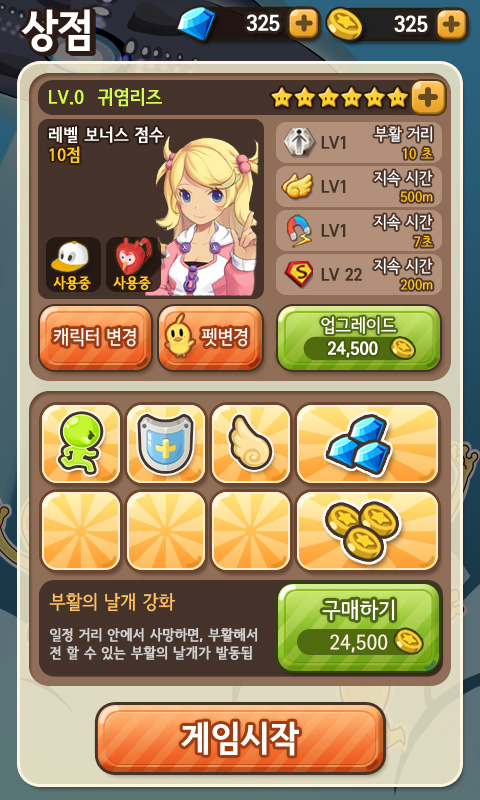 상점
325
325
LV.0 귀염리즈
레벨 보너스 점수
10점
사용중
사용중
LV1 부활 거리
10 초
LV1 지속 시간
500m
LV1 지속 시간
7초
LV 22 지속 시간
200m
캐릭터 변경
펫변경
업그레이드
24,500
부활의 날개 강화
일정 거리 안에서 사망하면, 부활해서
전 할 수 있는 부활의 날개가 발동됩
구매하기
24,500
게임시작